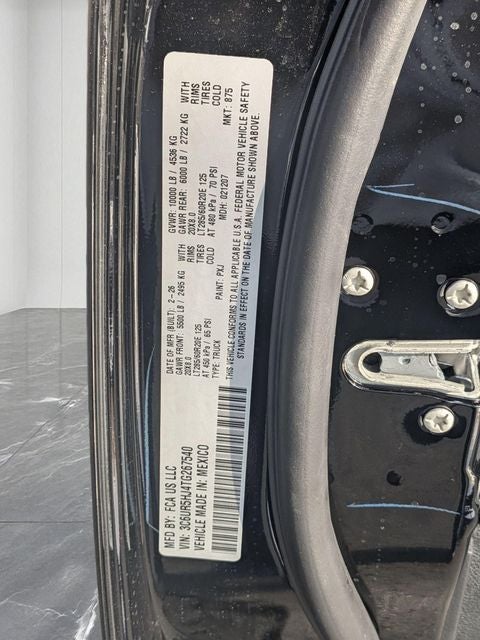 MFD BY: FCA US LLC
DATE OF MFR (BUILT): 2-26
GVWR: 10000 LB / 4536 KG
GAWR FRONT: 5500 LB / 2495 KG WITH
20X8.0 RIMS
LT285/60R20E 125 TIRES
AT 450 kPa / 65 PSI COLD
GAWR REAR: 6000 LB / 2722 KG WITH
20X8.0 RIMS
LT285/60R20E 125 TIRES
AT 480 kPa / 70 PSI COLD
VIN: 3C6UR5HJ4TG267540
TYPE: TRUCK
PAINT: PXJ
MDH: 021207
MKT: 875
VEHICLE MADE IN: MEXICO
THIS VEHICLE CONFORMS TO ALL APPLICABLE U.S.A. FEDERAL MOTOR VEHICLE SAFETY
STANDARDS IN EFFECT ON THE DATE OF MANUFACTURE SHOWN ABOVE.